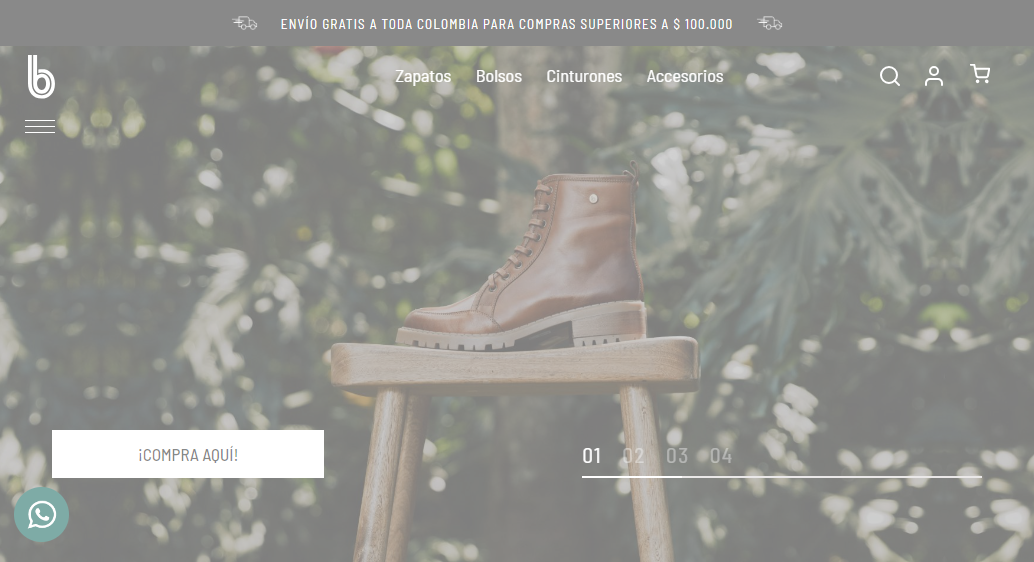 ENVÍO GRATIS A TODA COLOMBIA PARA COMPRAS SUPERIORES A $ 100.000
b
Zapatos Bolsos Cinturones Accesorios
¡COMPRA AQUÍ!
01 02 03 04